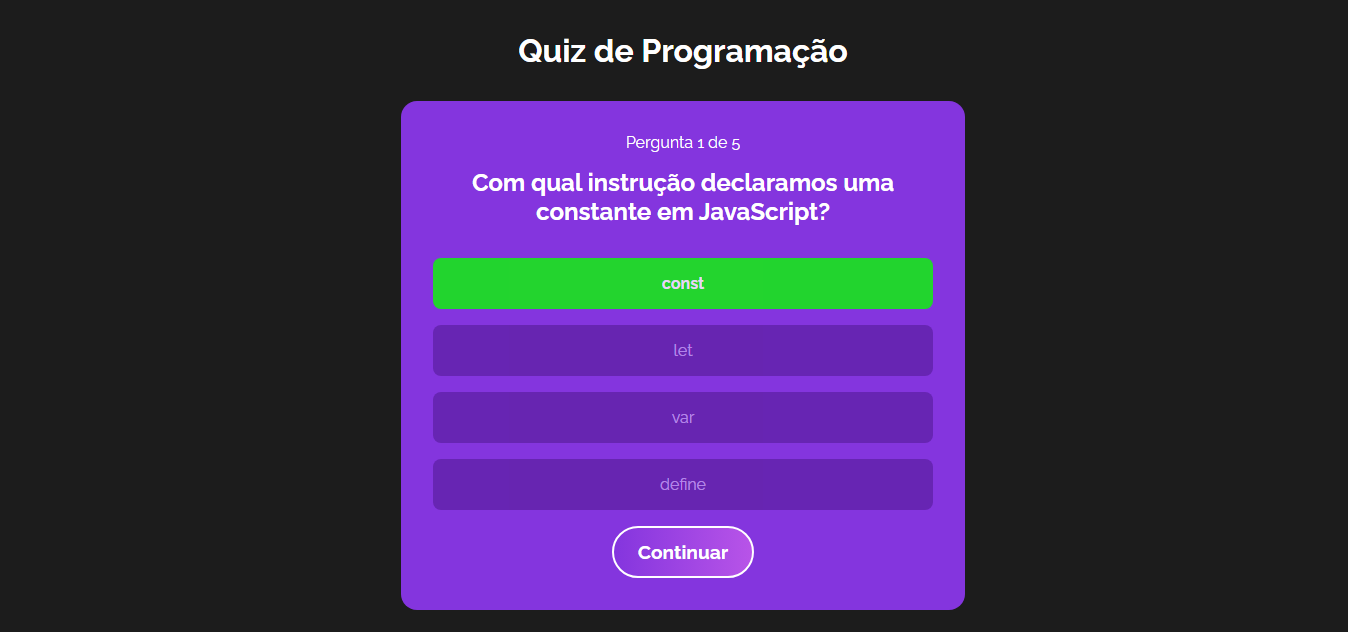 Quiz de Programação
Pergunta 1 de 5
Com qual instrução declaramos uma
constante em JavaScript?
const
let
var
define
Continuar